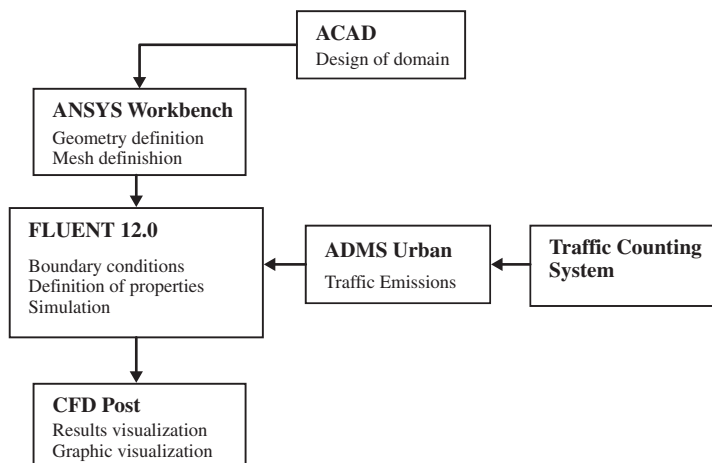 ACAD
Design of domain
ANSYS Workbench
Geometry definition
Mesh definishion
FLUENT 12.0
Boundary conditions
Definition of properties
Simulation
ADMS Urban
Traffic Emissions
Traffic Counting
System
CFD Post
Results visualization
Graphic visualization